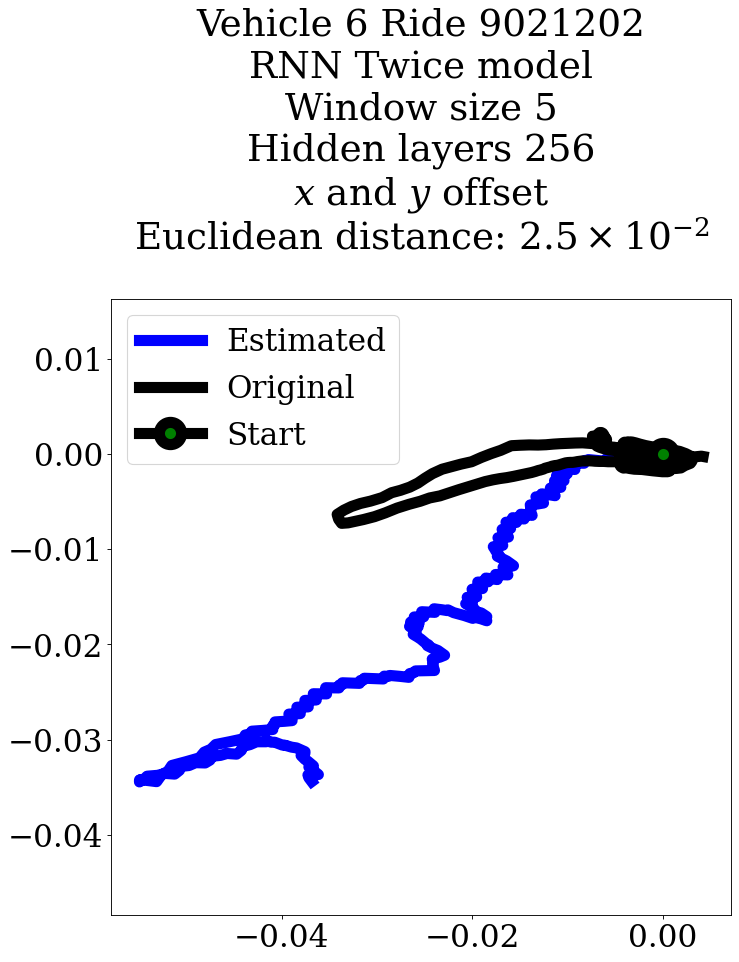 Vehicle 6 Ride 9021202
RNN Twice model
Window size 5
Hidden layers 256
x and y offset
Euclidean distance: 2.5 × 10⁻²
Estimated
Original
Start
0.01
0.00
−0.01
−0.02
−0.03
−0.04
−0.04 −0.02 0.00